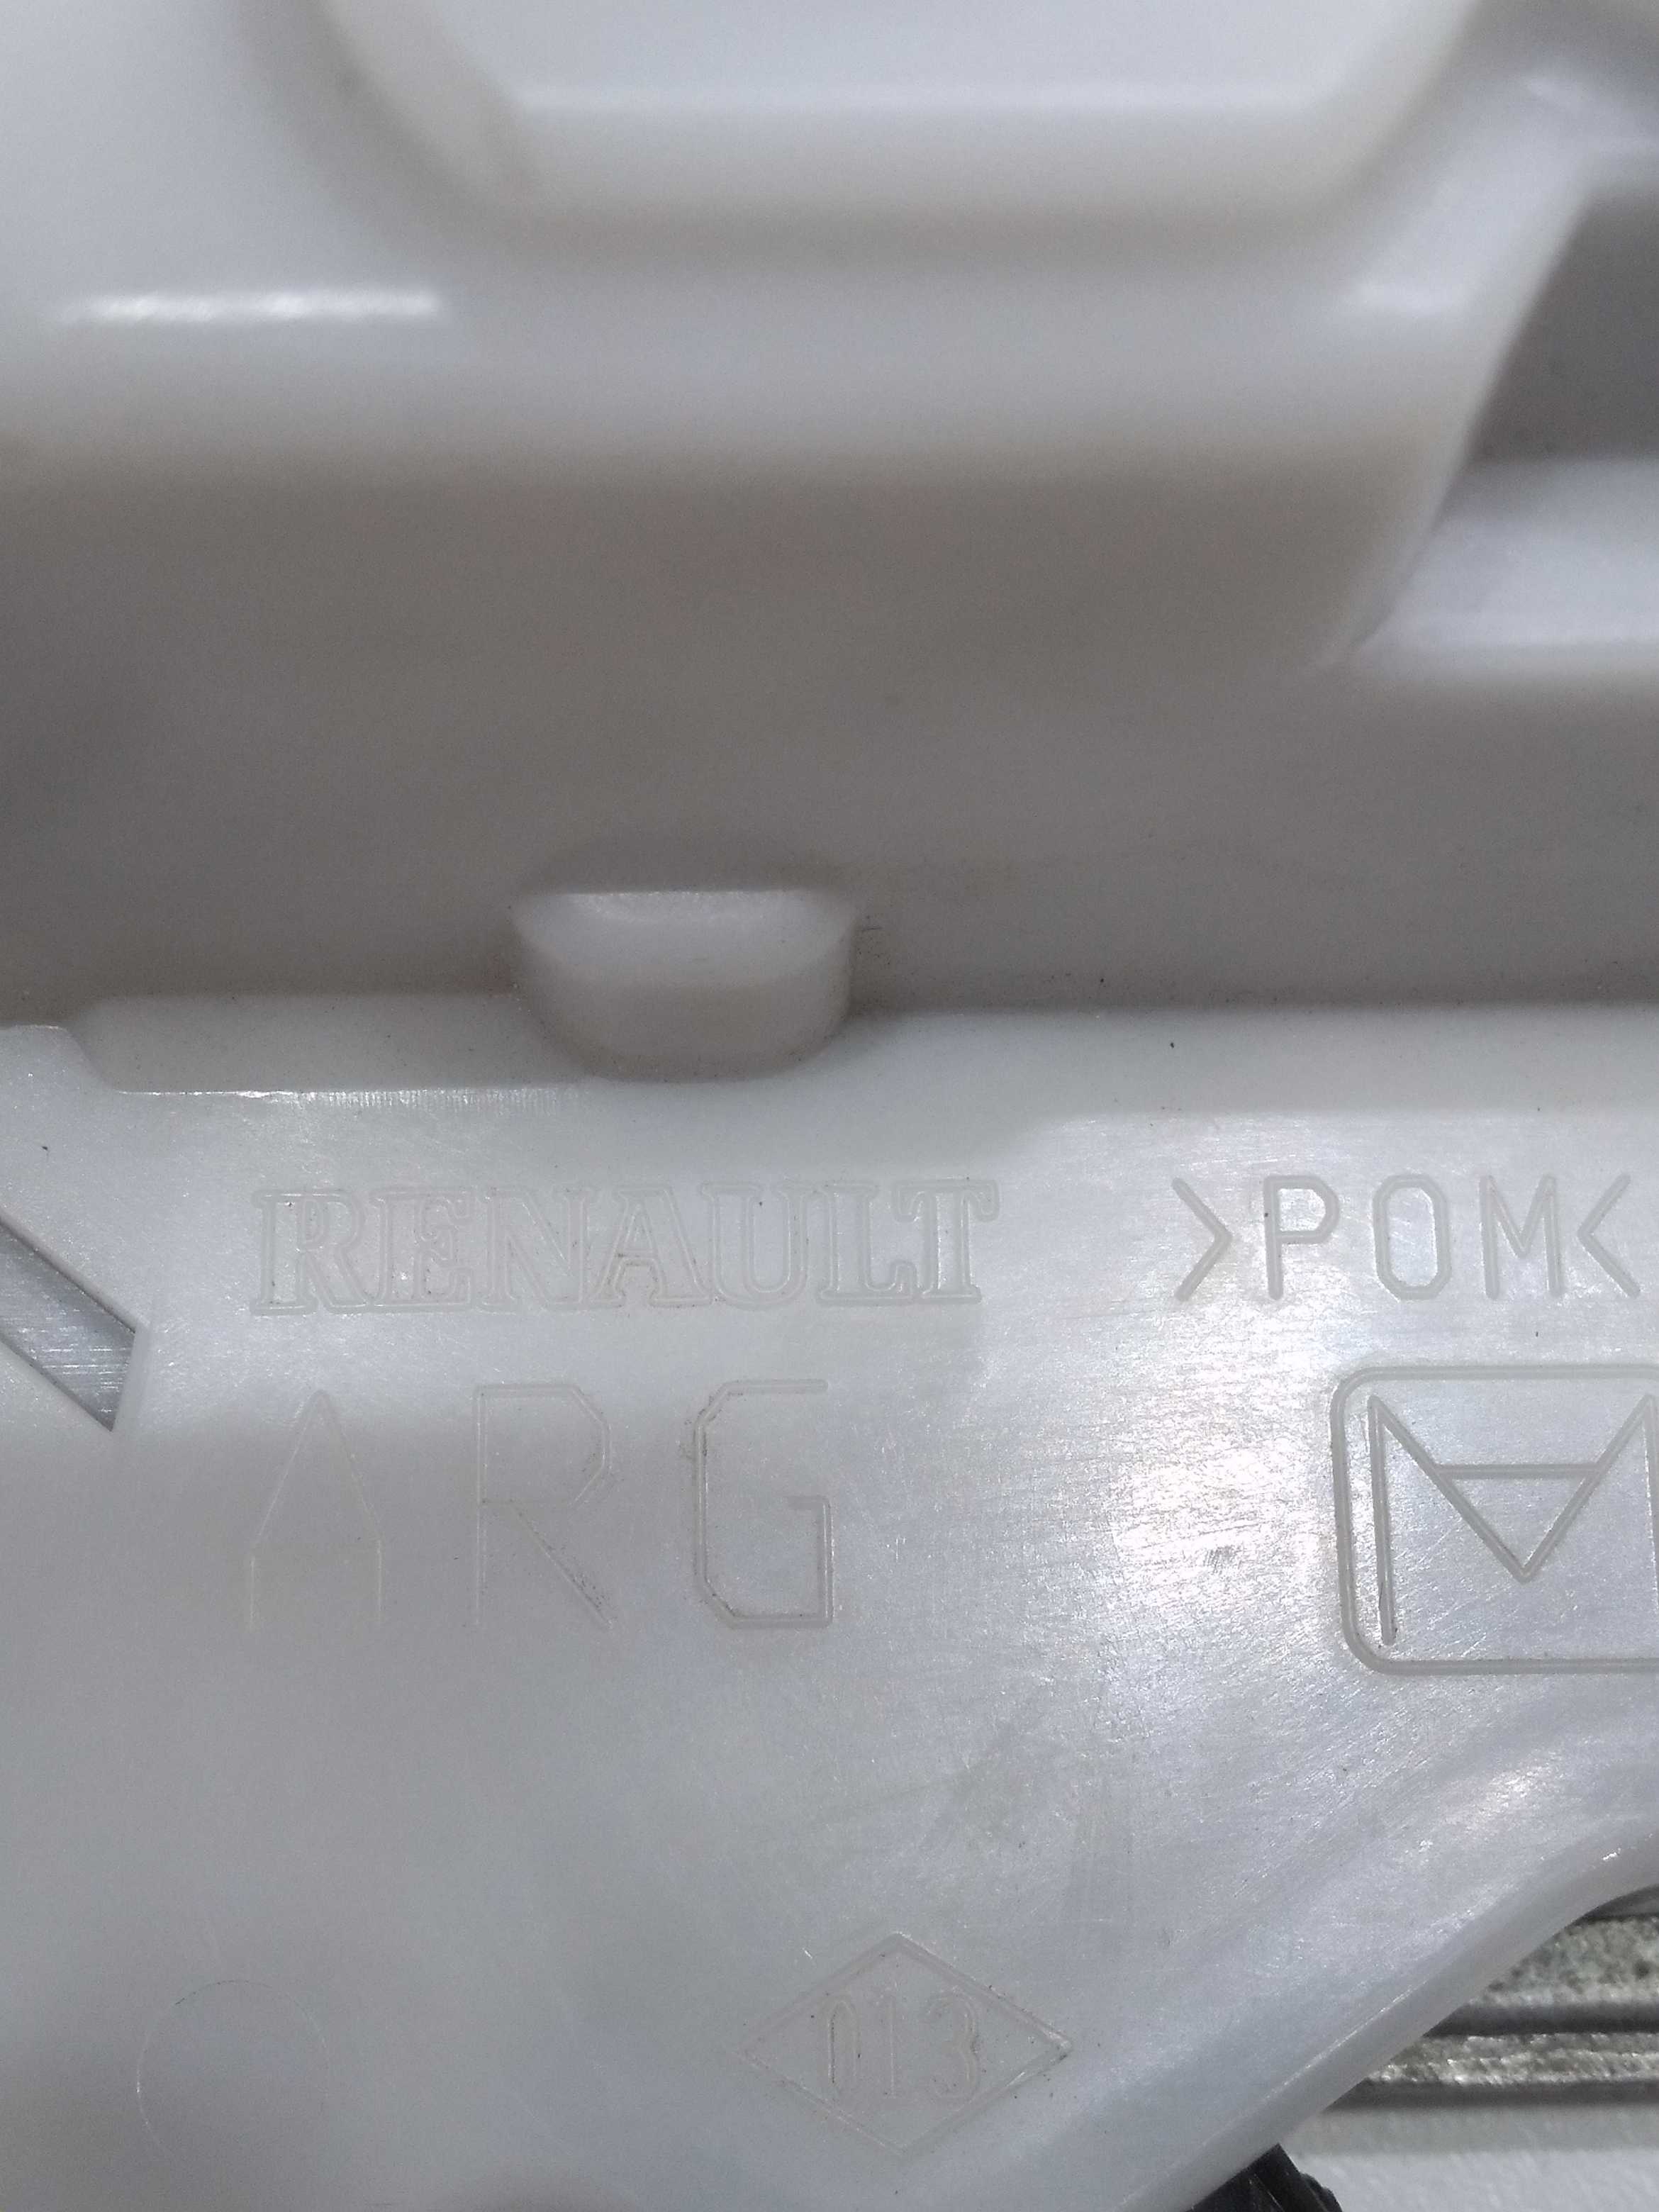 RENAULT >POM<
ARG
013